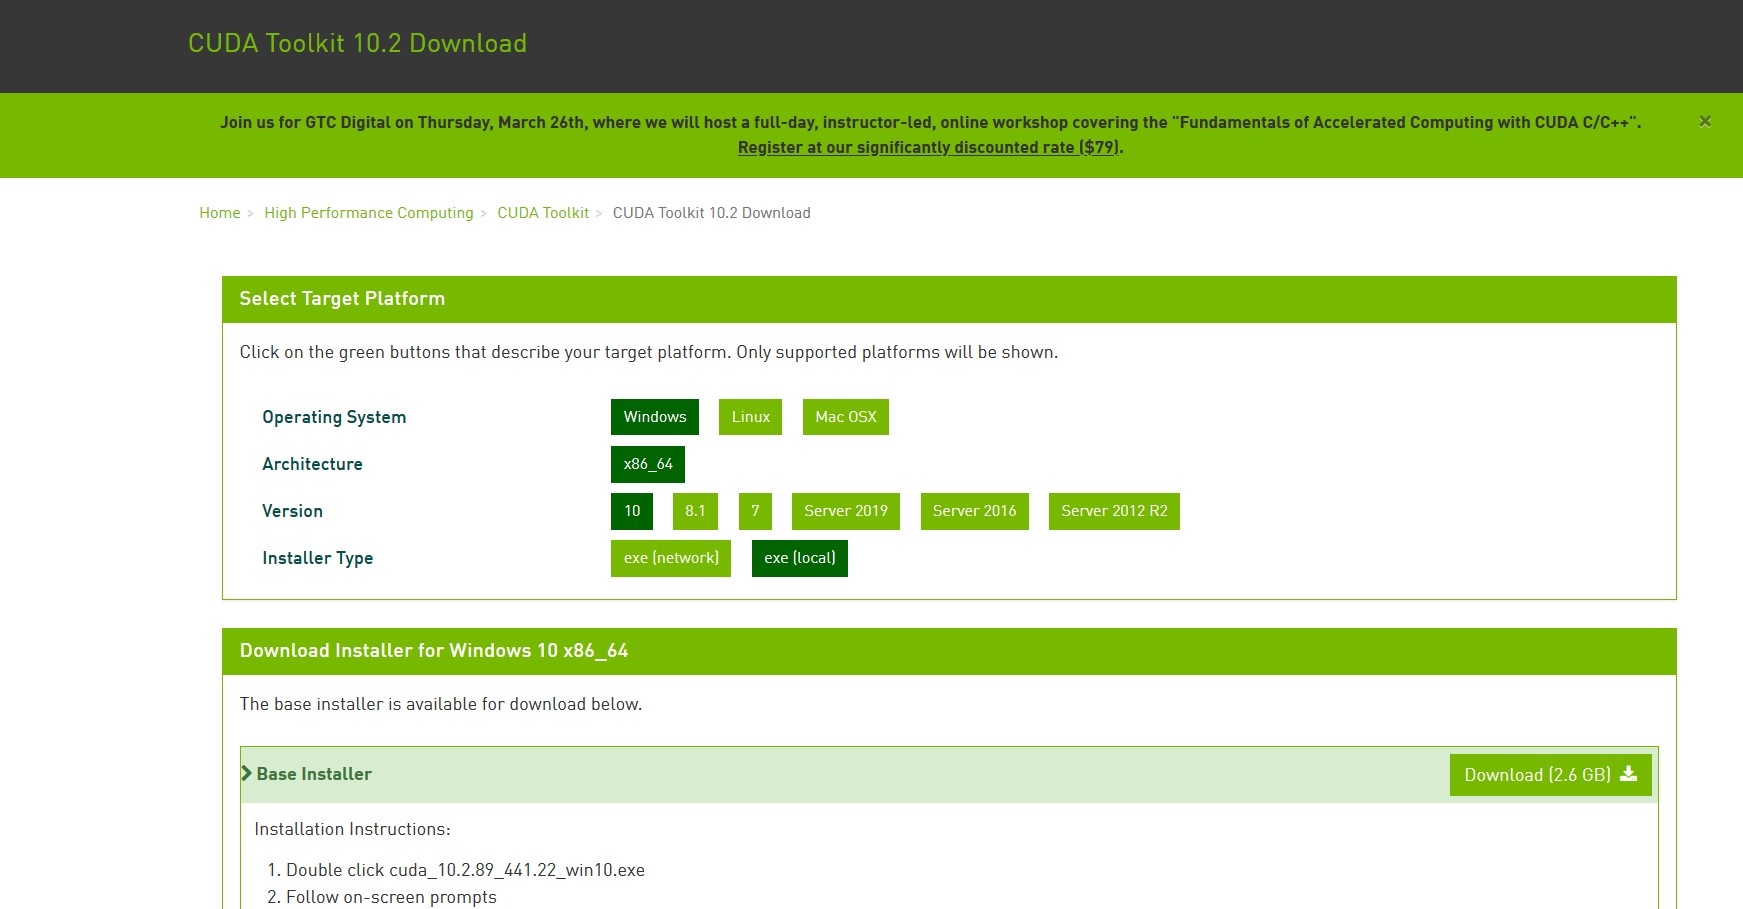 CUDA Toolkit 10.2 Download
Join us for GTC Digital on Thursday, March 26th, where we will host a full-day, instructor-led, online workshop covering the "Fundamentals of Accelerated Computing with CUDA C/C++".
×
Register at our significantly discounted rate ($79).
Home > High Performance Computing > CUDA Toolkit > CUDA Toolkit 10.2 Download
Select Target Platform
Click on the green buttons that describe your target platform. Only supported platforms will be shown.
Operating System Windows Linux Mac OSX
Architecture x86_64
Version 10 8.1 7 Server 2019 Server 2016 Server 2012 R2
Installer Type exe (network) exe (local)
Download Installer for Windows 10 x86_64
The base installer is available for download below.
Base Installer Download (2.6 GB)
Installation Instructions:
1. Double click cuda_10.2.89_441.22_win10.exe
2. Follow on-screen prompts